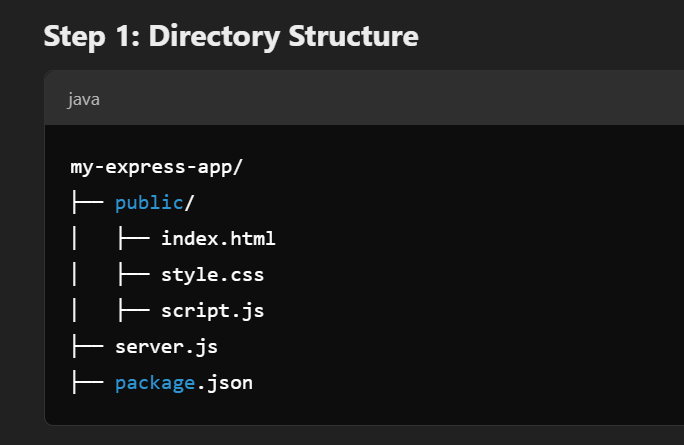 Step 1: Directory Structure
java
my-express-app/
├── public/
│   ├── index.html
│   ├── style.css
│   ├── script.js
├── server.js
├── package.json